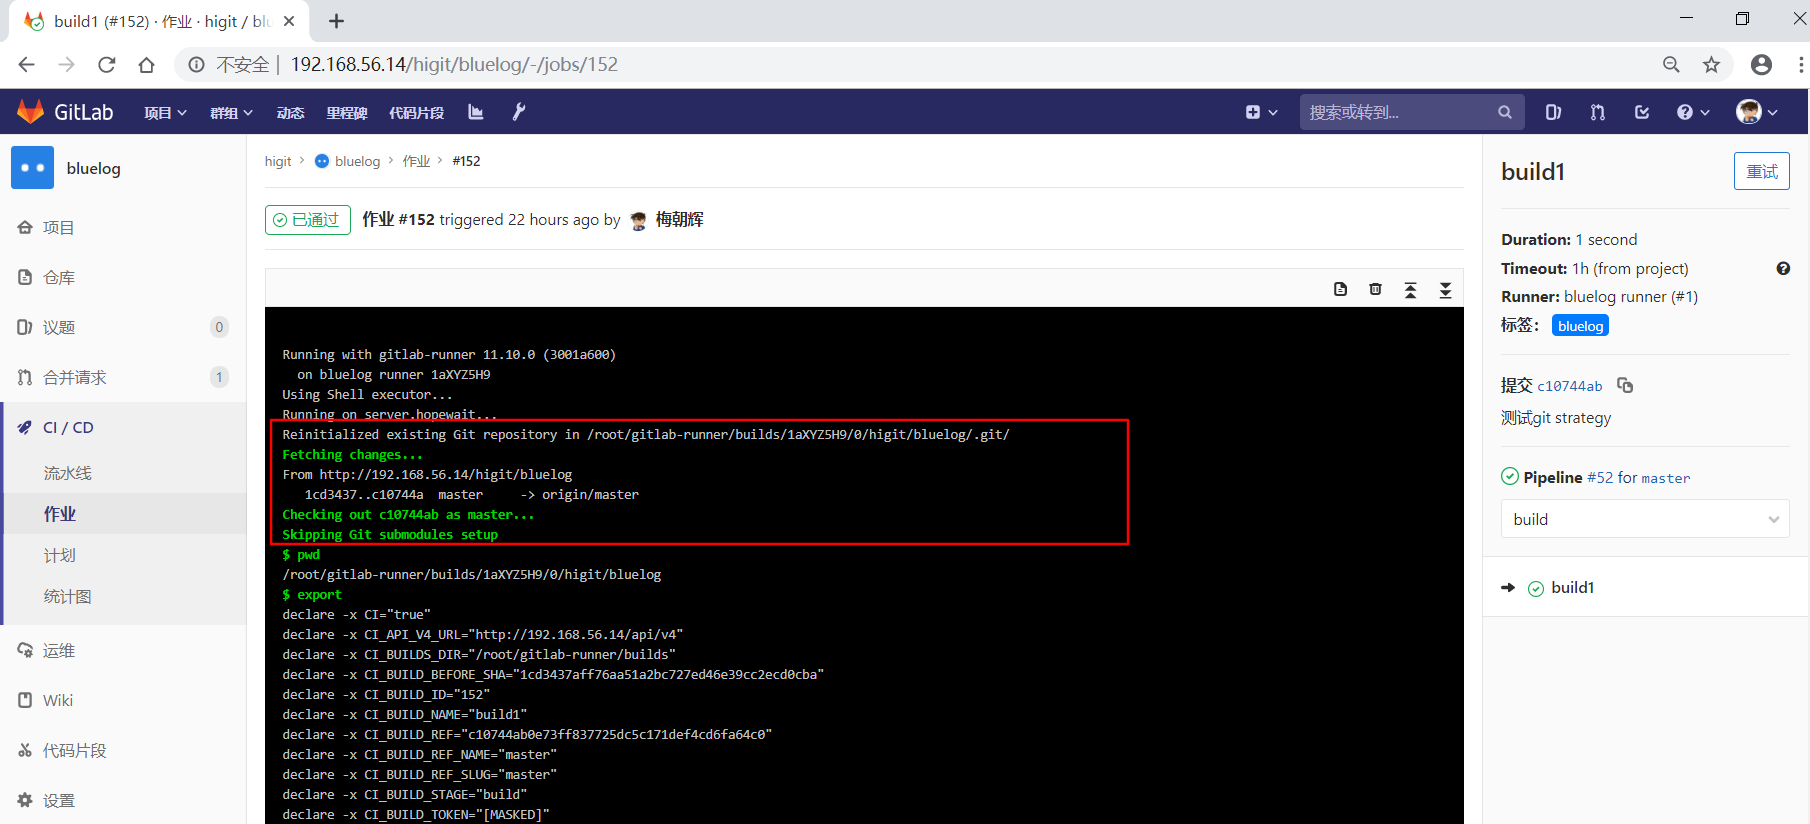 build1 (#152) · 作业 · higit / blu
不安全 | 192.168.56.14/higit/bluelog/-/jobs/152
GitLab
项目
群组
动态
里程碑
代码片段
搜索或转到...
bluelog
项目
仓库
议题 0
合并请求 1
CI / CD
流水线
作业
计划
统计图
运维
Wiki
代码片段
设置
higit > bluelog > 作业 > #152
已通过 作业 #152 triggered 22 hours ago by 梅朝辉
Running with gitlab-runner 11.10.0 (3001a600)
on bluelog runner 1aXYZ5H9
Using Shell executor...
Running on server.hopewait...
Reinitialized existing Git repository in /root/gitlab-runner/builds/1aXYZ5H9/0/higit/bluelog/.git/
Fetching changes...
From http://192.168.56.14/higit/bluelog
1cd3437..c10744a master -> origin/master
Checking out c10744ab as master...
Skipping Git submodules setup
$ pwd
/root/gitlab-runner/builds/1aXYZ5H9/0/higit/bluelog
$ export
declare -x CI="true"
declare -x CI_API_V4_URL="http://192.168.56.14/api/v4"
declare -x CI_BUILDS_DIR="/root/gitlab-runner/builds"
declare -x CI_BUILD_BEFORE_SHA="1cd3437aff76aa51a2bc727ed46e39cc2ecd0cba"
declare -x CI_BUILD_ID="152"
declare -x CI_BUILD_NAME="build1"
declare -x CI_BUILD_REF="c10744ab0e73ff837725dc5c171def4cd6fa64c0"
declare -x CI_BUILD_REF_NAME="master"
declare -x CI_BUILD_REF_SLUG="master"
declare -x CI_BUILD_STAGE="build"
declare -x CI_BUILD_TOKEN="[MASKED]"
build1
重试
Duration: 1 second
Timeout: 1h (from project)
Runner: bluelog runner (#1)
标签： bluelog
提交 c10744ab
测试git strategy
Pipeline #52 for master
build
build1